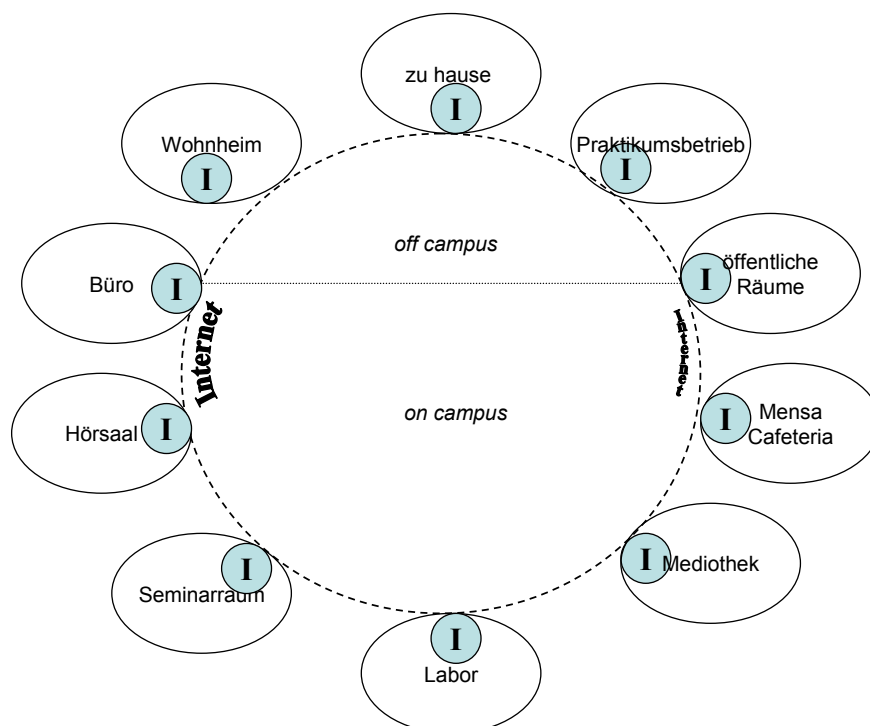 zu hause
I
Wohnheim
I
Praktikumsbetrieb
I
off campus
öffentliche
Räume
I
Büro
I
Internet
Internet
on campus
Mensa
Cafeteria
I
Hörsaal
I
Mediothek
I
Seminarraum
I
I
Labor